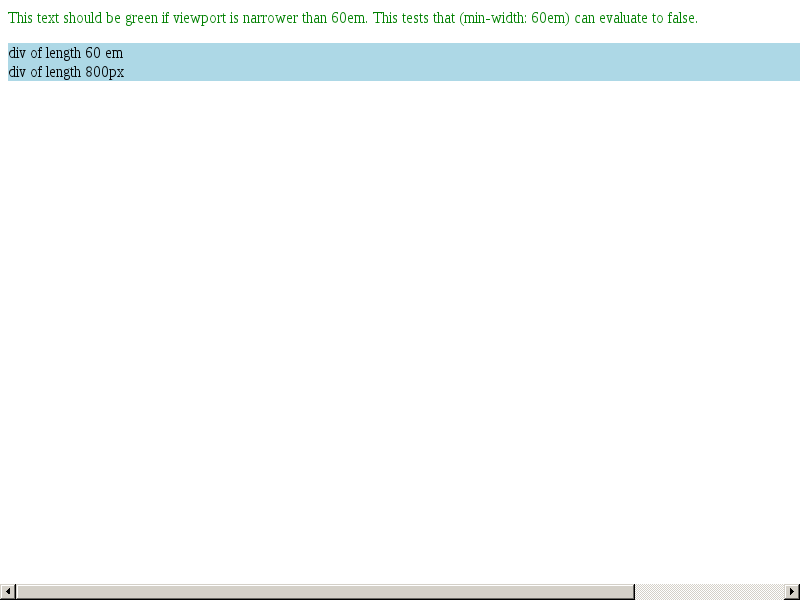 This text should be green if viewport is narrower than 60em. This tests that (min-width: 60em) can evaluate to false.
div of length 60 em
div of length 800px